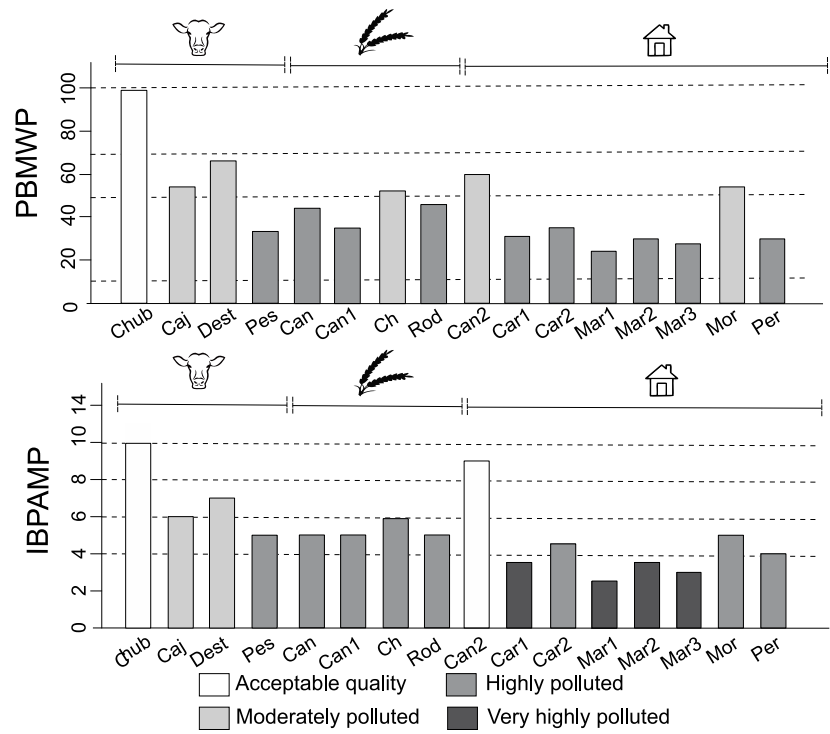 PBMWP
100
80
60
40
20
0
Chub Caj Dest Pes Can Can1 Ch Rod Can2 Car1 Car2 Mar1 Mar2 Mar3 Mor Per
IBPAMP
14
10
8
6
4
2
0
Chub Caj Dest Pes Can Can1 Ch Rod Can2 Car1 Car2 Mar1 Mar2 Mar3 Mor Per
Acceptable quality Highly polluted
Moderately polluted Very highly polluted